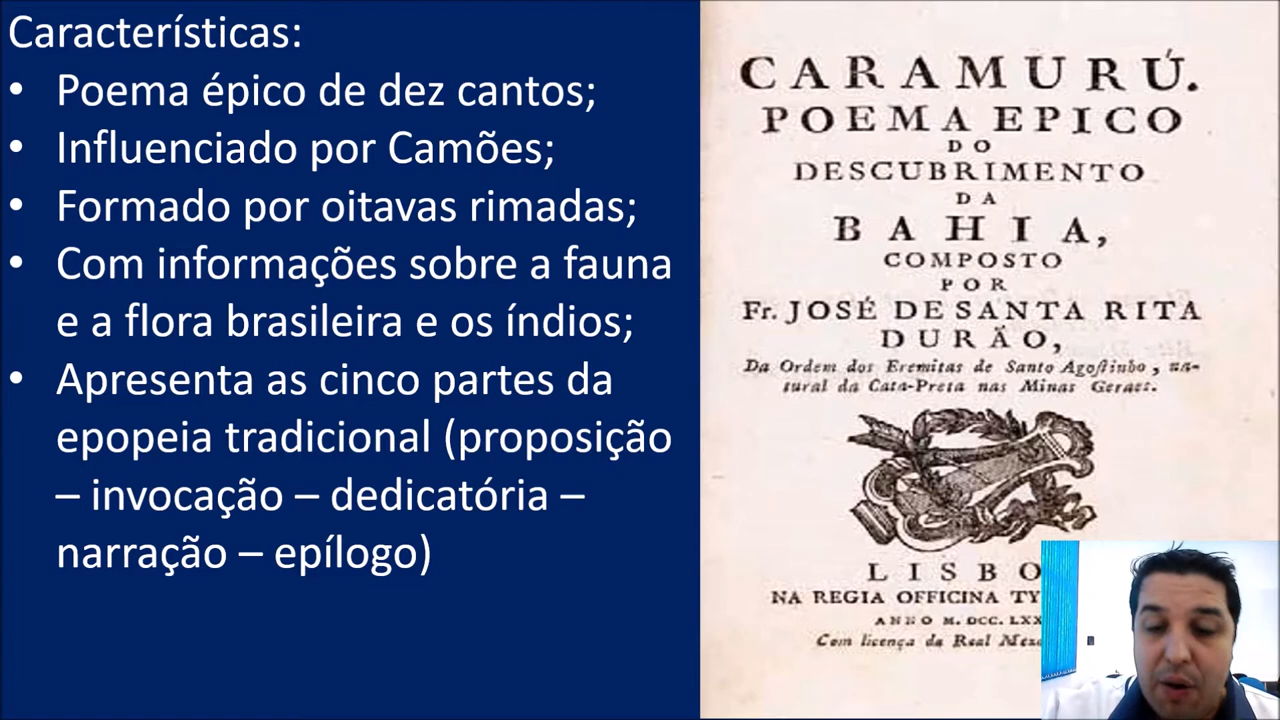 Características:
• Poema épico de dez cantos;
• Influenciado por Camões;
• Formado por oitavas rimadas;
• Com informações sobre a fauna
e a flora brasileira e os índios;
• Apresenta as cinco partes da
epopeia tradicional (proposição
– invocação – dedicatória –
narração – epílogo)
CARAMURÚ.
POEMA EPICO
DO
DESCUBRIMENTO
DA
BAHIA,
COMPOSTO
POR
Fr. JOSÉ DE SANTA RITA
DURÃO,
Da Ordem dos Eremitas de Santo Agoſtinho, na-
tural da Cata-Preta nas Minas Geraes.
LISBO
NA REGIA OFFICINA TY
ANNO M. DCC. LXX
Com licença da Real